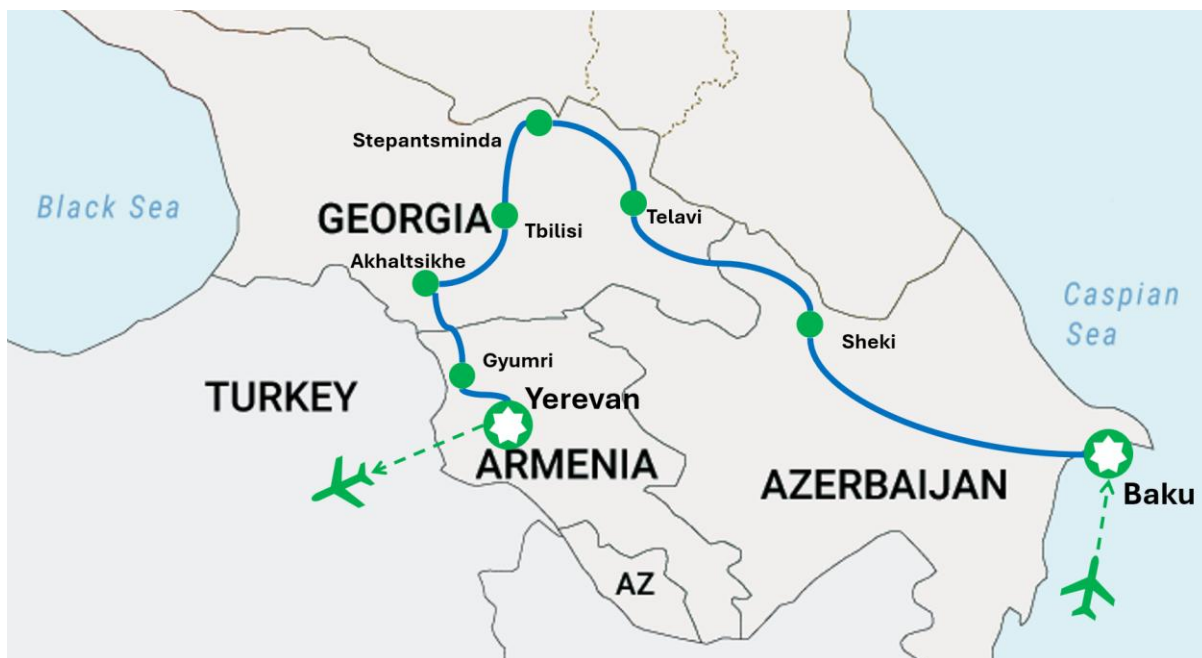 Stepantsminda
Black Sea
GEORGIA
Tbilisi
Telavi
Akhaltsikhe
Caspian
Sea
Sheki
Gyumri
TURKEY
Yerevan
ARMENIA
AZERBAIJAN
Baku
AZ